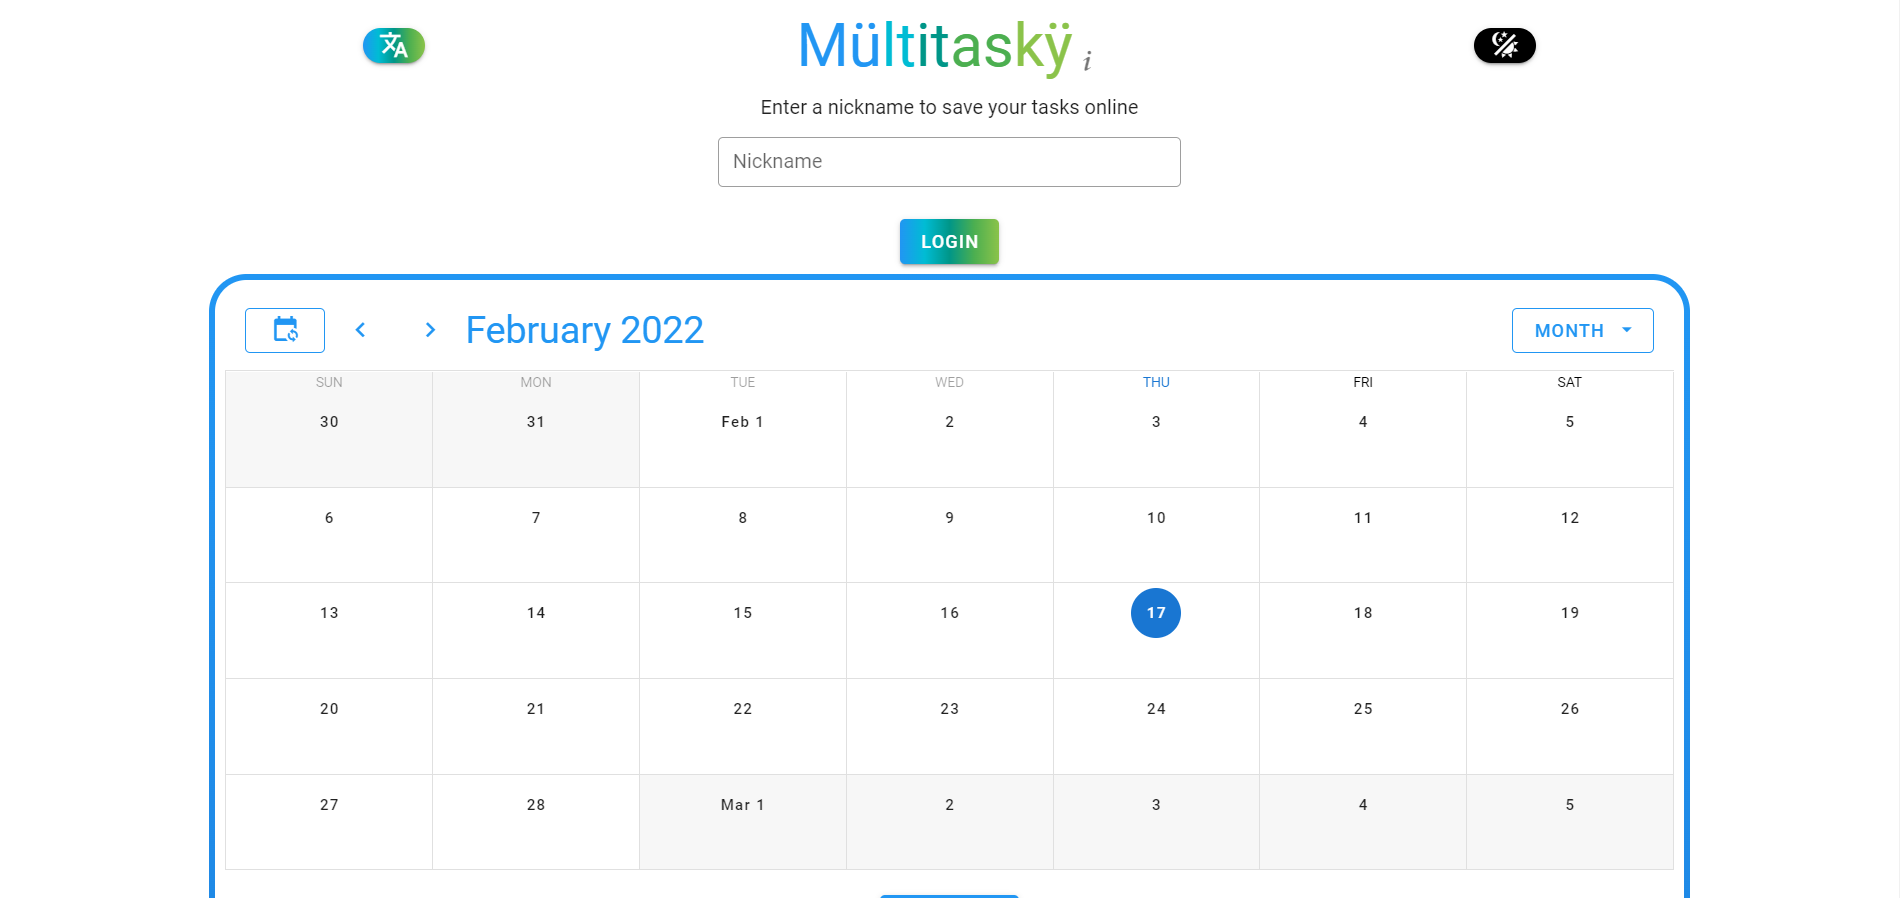 Mültitaskÿ i
Enter a nickname to save your tasks online
Nickname
LOGIN
February 2022
MONTH
SUN MON TUE WED THU FRI SAT
30 31 Feb 1 2 3 4 5
6 7 8 9 10 11 12
13 14 15 16 17 18 19
20 21 22 23 24 25 26
27 28 Mar 1 2 3 4 5